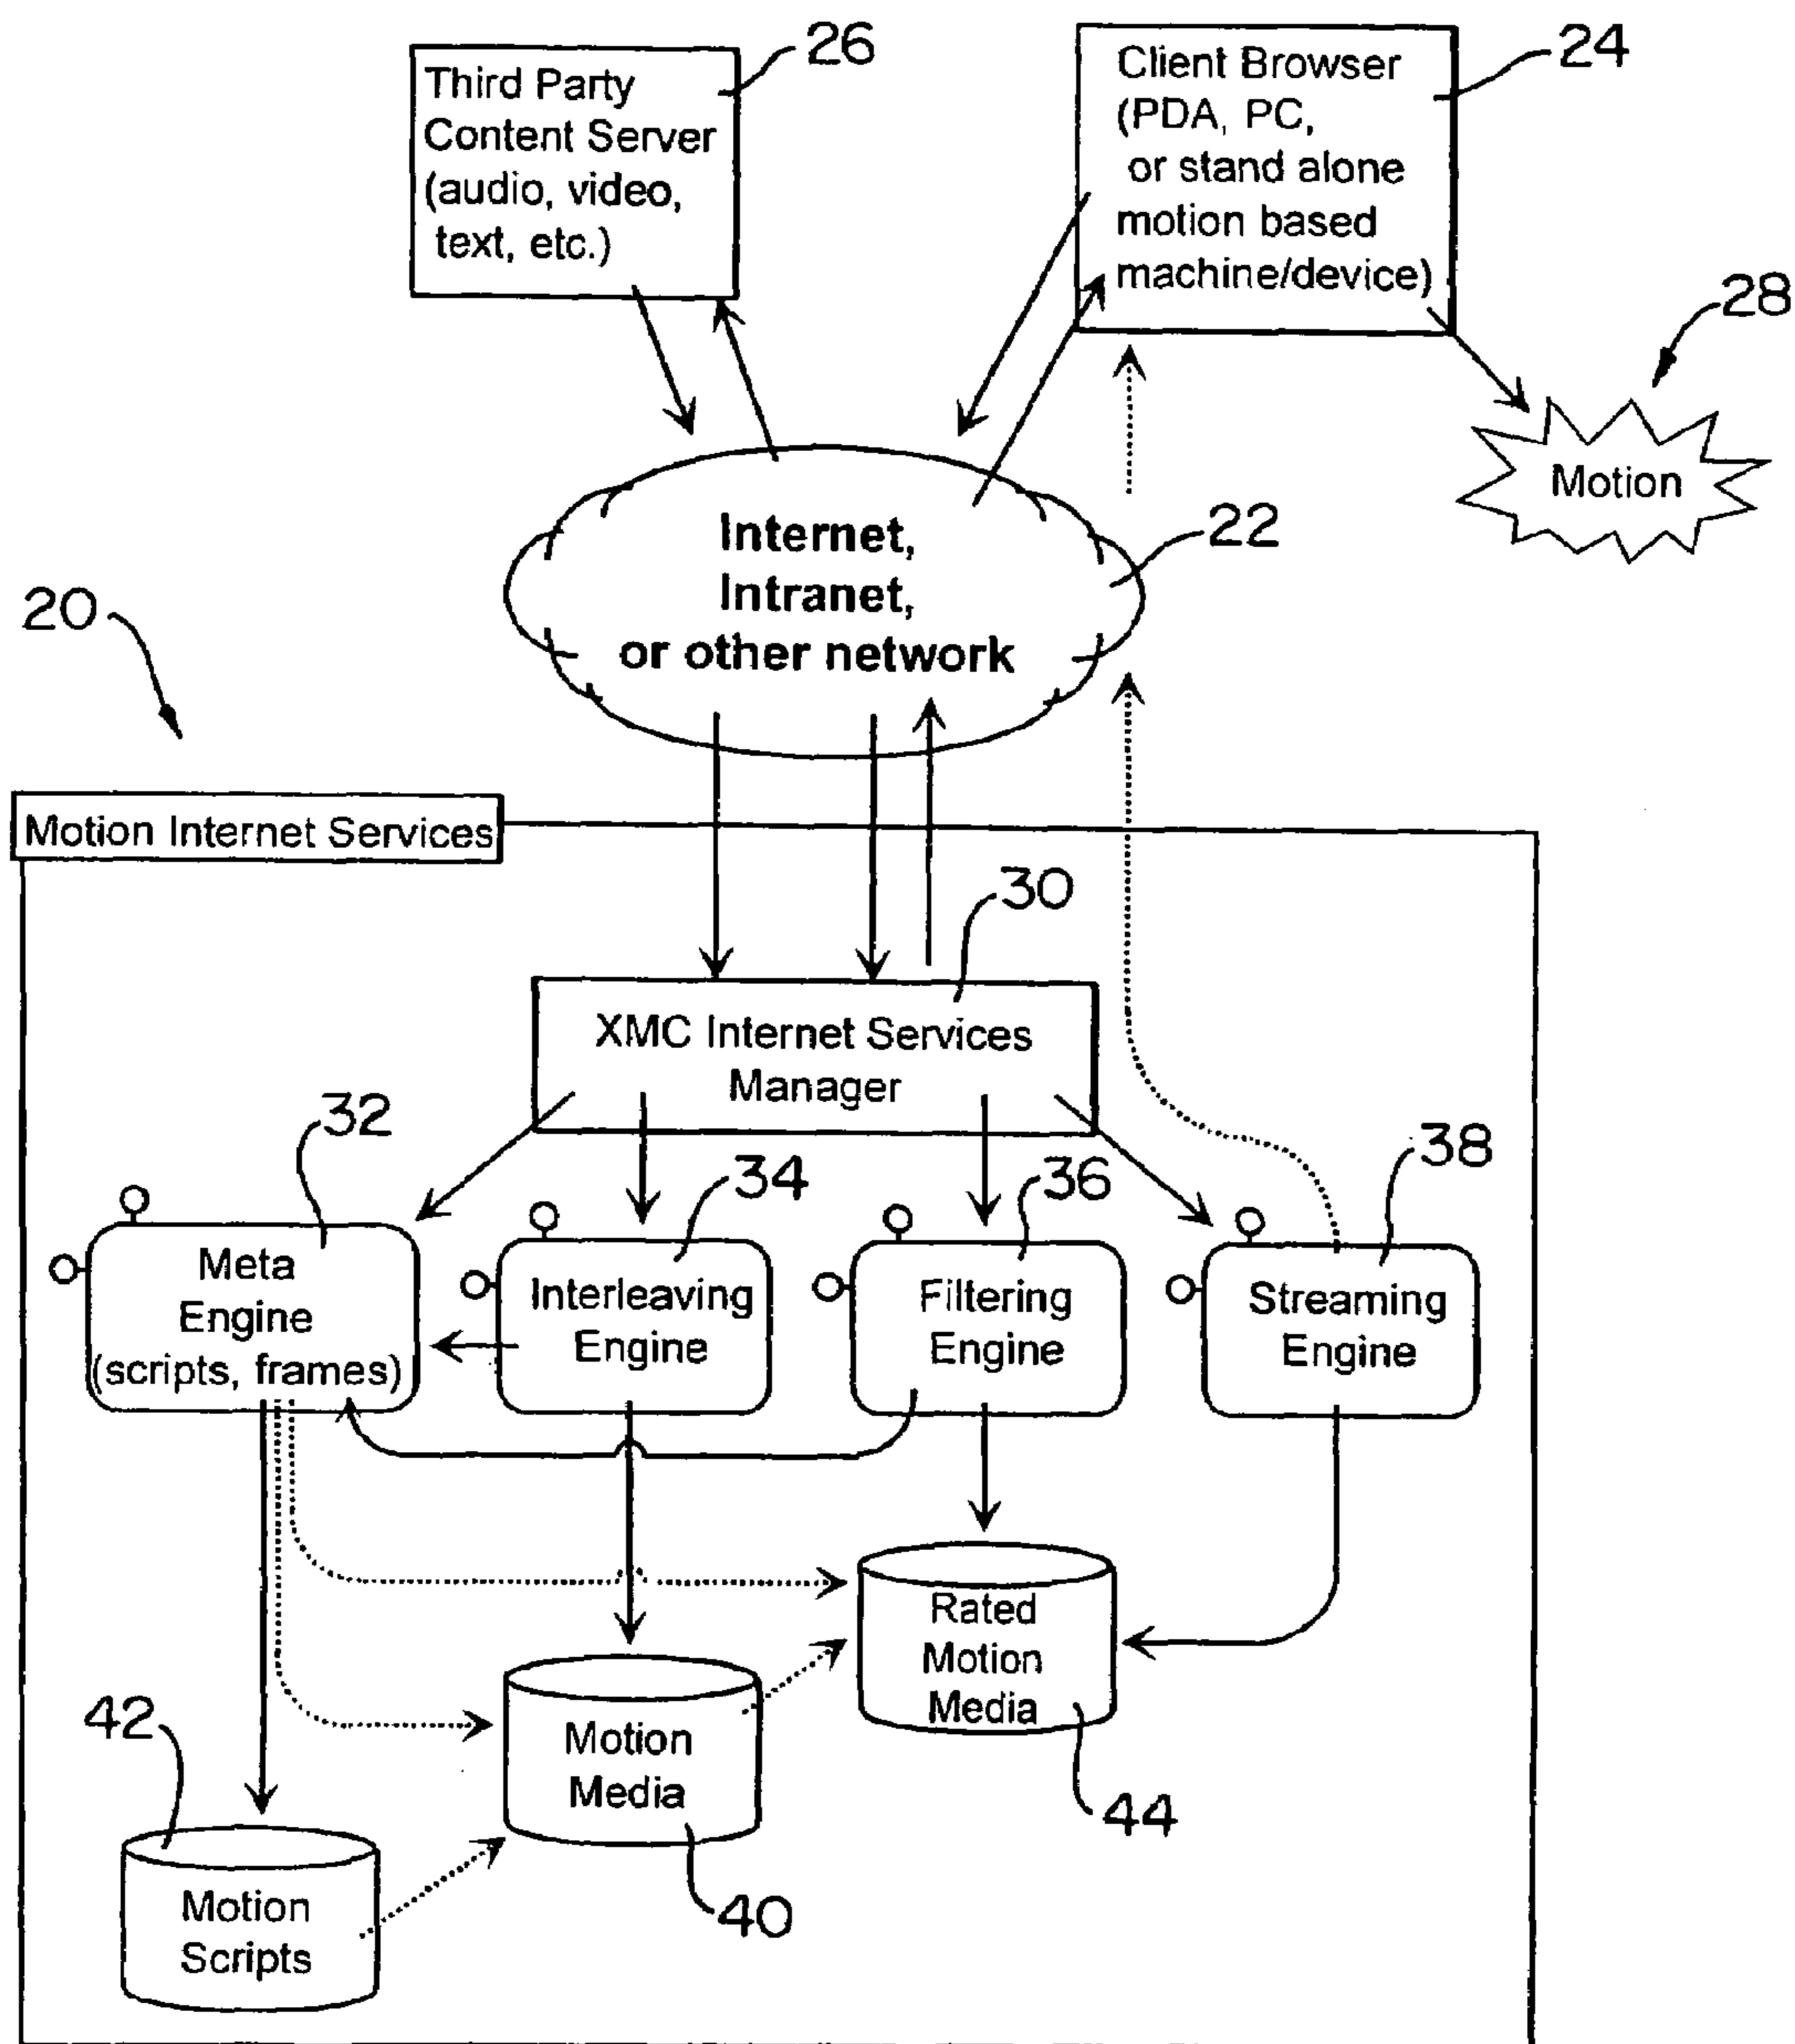 26
Third Party
Content Server
(audio, video,
text, etc.)
24
Client Browser
(PDA, PC,
or stand alone
motion based
machine/device)
28
Motion
22
Internet,
Intranet,
or other network
20
Motion Internet Services
30
XMC Internet Services
Manager
32
Meta
Engine
(scripts, frames)
34
Interleaving
Engine
36
Filtering
Engine
38
Streaming
Engine
Rated
Motion
Media
44
42
Motion
Media
40
Motion
Scripts